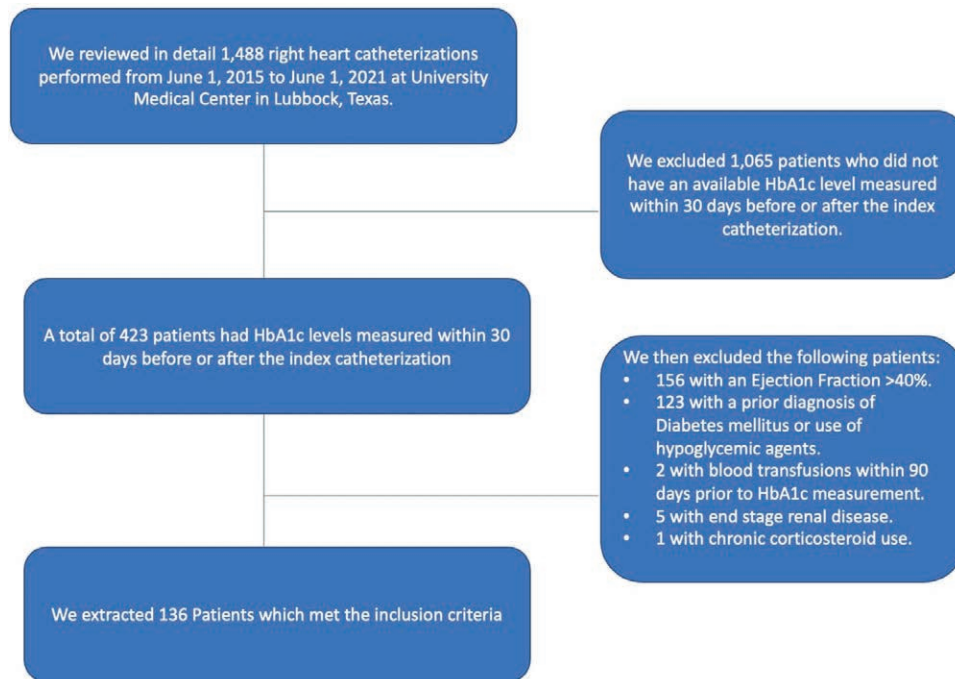 We reviewed in detail 1,488 right heart catheterizations
performed from June 1, 2015 to June 1, 2021 at University
Medical Center in Lubbock, Texas.
We excluded 1,065 patients who did not
have an available HbA1c level measured
within 30 days before or after the index
catheterization.
A total of 423 patients had HbA1c levels measured within 30
days before or after the index catheterization
We then excluded the following patients:
• 156 with an Ejection Fraction >40%.
• 123 with a prior diagnosis of
Diabetes mellitus or use of
hypoglycemic agents.
• 2 with blood transfusions within 90
days prior to HbA1c measurement.
• 5 with end stage renal disease.
• 1 with chronic corticosteroid use.
We extracted 136 Patients which met the inclusion criteria